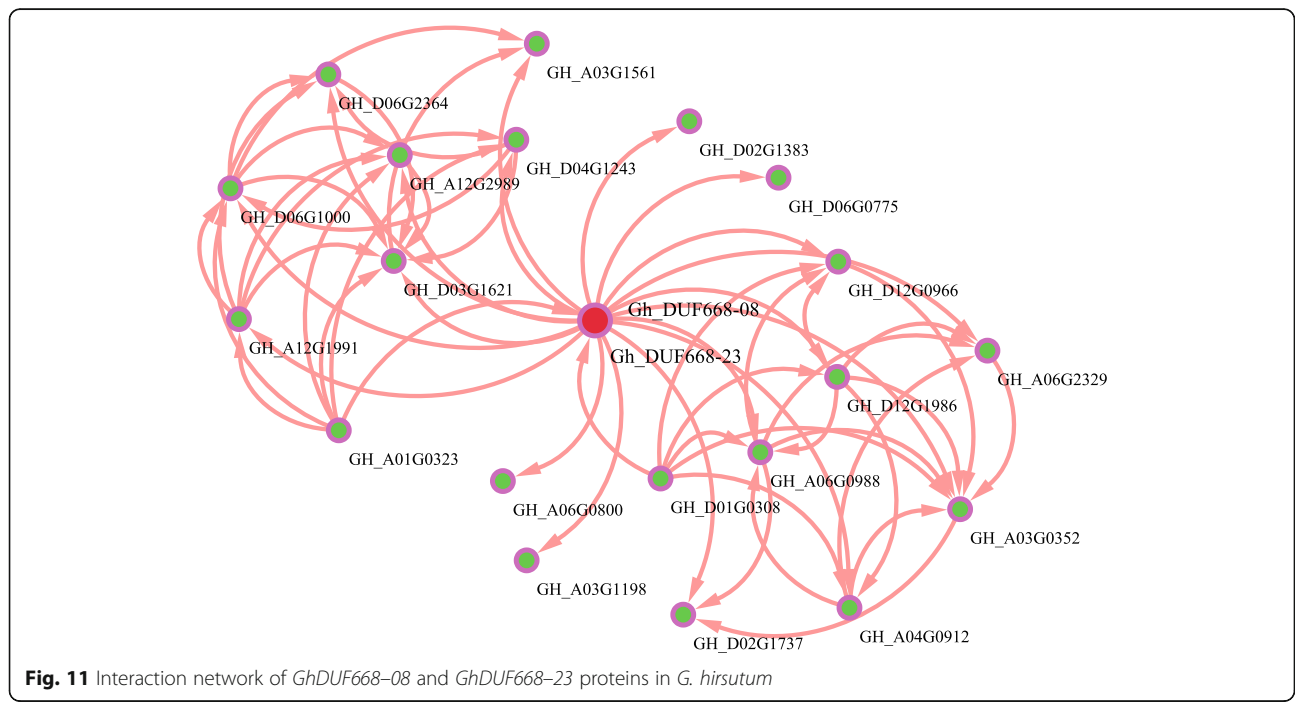 GH_A03G1561
GH_D06G2364
GH_D02G1383
GH_D04G1243
GH_A12G2989
GH_D06G0775
GH_D06G1000
GH_D03G1621
GH_D12G0966
Gh_DUF668-08
GH_A12G1991
Gh_DUF668-23
GH_A06G2329
GH_D12G1986
GH_A01G0323
GH_A06G0988
GH_A06G0800
GH_D01G0308
GH_A03G0352
GH_A03G1198
GH_A04G0912
GH_D02G1737
Fig. 11 Interaction network of GhDUF668–08 and GhDUF668–23 proteins in G. hirsutum